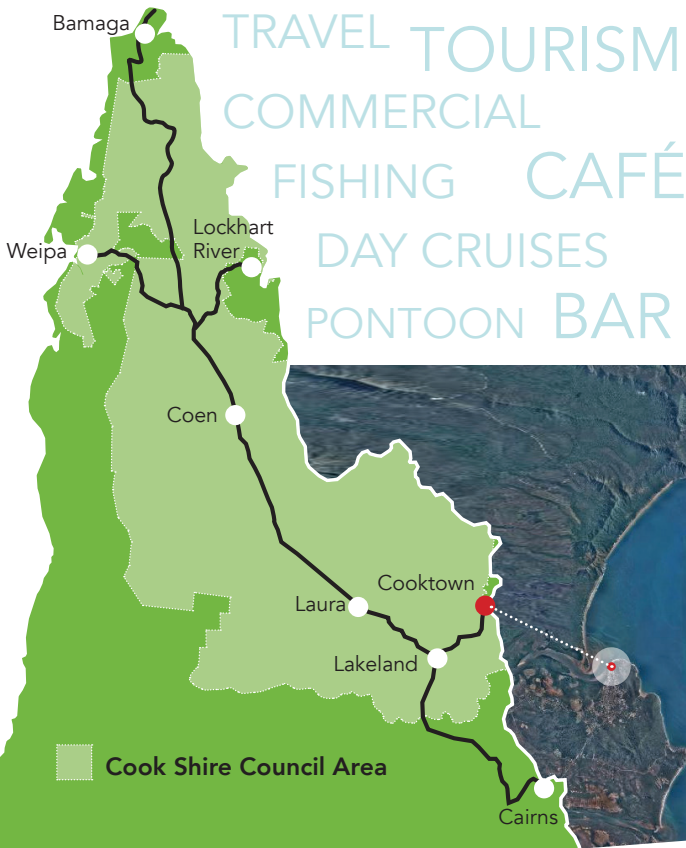 TRAVEL TOURISM
COMMERCIAL
FISHING CAFÉ
DAY CRUISES
PONTOON BAR
Bamaga
Weipa
Lockhart
River
Coen
Cooktown
Laura
Lakeland
Cook Shire Council Area
Cairns